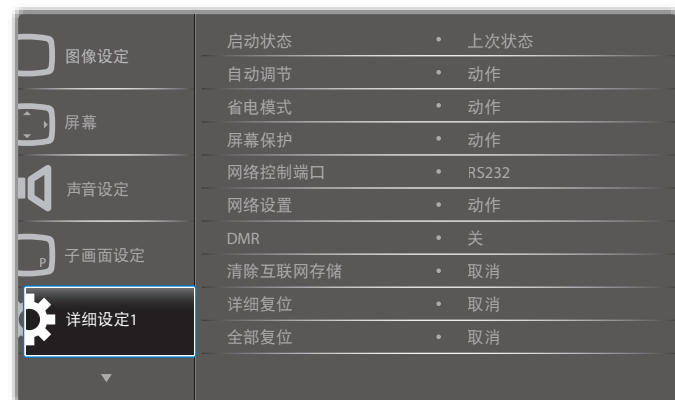 图像设定
屏幕
声音设定
P
子画面设定
详细设定1
启动状态 • 上次状态
自动调节 • 动作
省电模式 • 动作
屏幕保护 • 动作
网络控制端口 • RS232
网络设置 • 动作
DMR • 关
清除互联网存储 • 取消
详细复位 • 取消
全部复位 • 取消